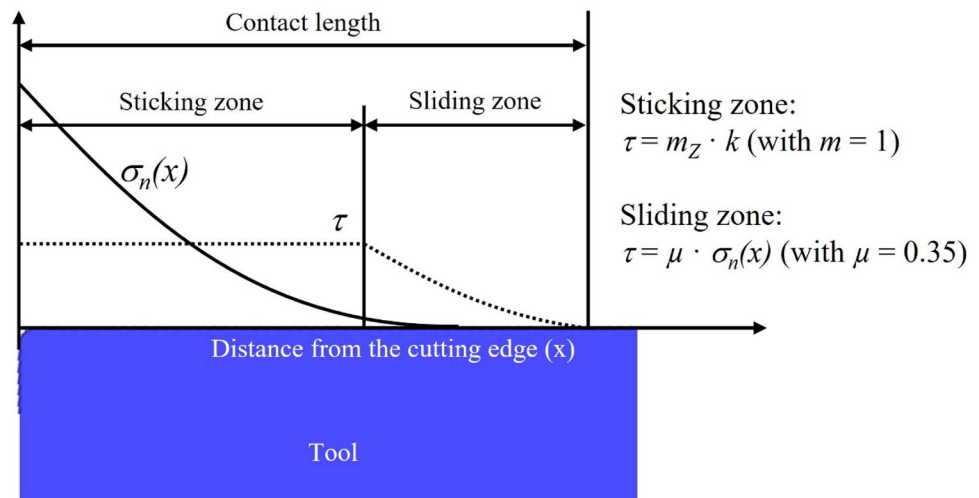 Contact length
Sticking zone
Sliding zone
σₙ(x)
τ
Sticking zone:
τ = m_Z · k (with m = 1)
Sliding zone:
τ = μ · σₙ(x) (with μ = 0.35)
Distance from the cutting edge (x)
Tool